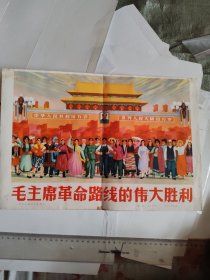 中华人民共和国万岁
世界人民大团结万岁
毛主席革命路线的伟大胜利